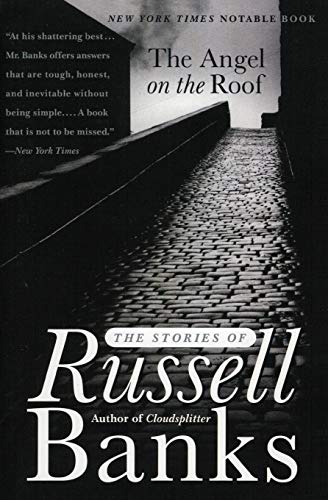 NEW YORK TIMES NOTABLE BOOK
"At his shattering best...
Mr. Banks offers answers
that are tough, honest,
and inevitable without
being simple.... A book
that is not to be missed."
—New York Times
The Angel
on the Roof
THE STORIES OF
Russell
Author of Cloudsplitter
Banks